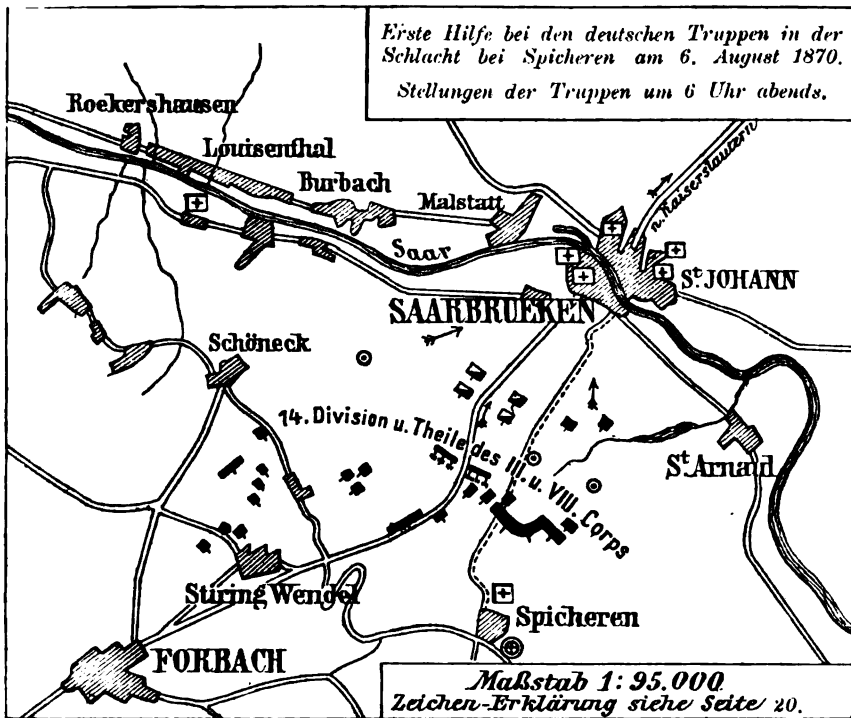 Erste Hilfe bei den deutschen Truppen in der
Schlacht bei Spicheren am 6. August 1870.
Stellungen der Truppen um 6 Uhr abends.
Roekershausen
Louisenthal
Burbach
Malstatt
n. Kaiserslautern
Saar
St. JOHANN
SAARBRUEKEN
Schöneck
14. Division u. Theile des III. u. VIII. Corps
St. Arnald
Stiring Wendel
Spicheren
FORBACH
Maßstab 1:95.000
Zeichen-Erklärung siehe Seite 20.